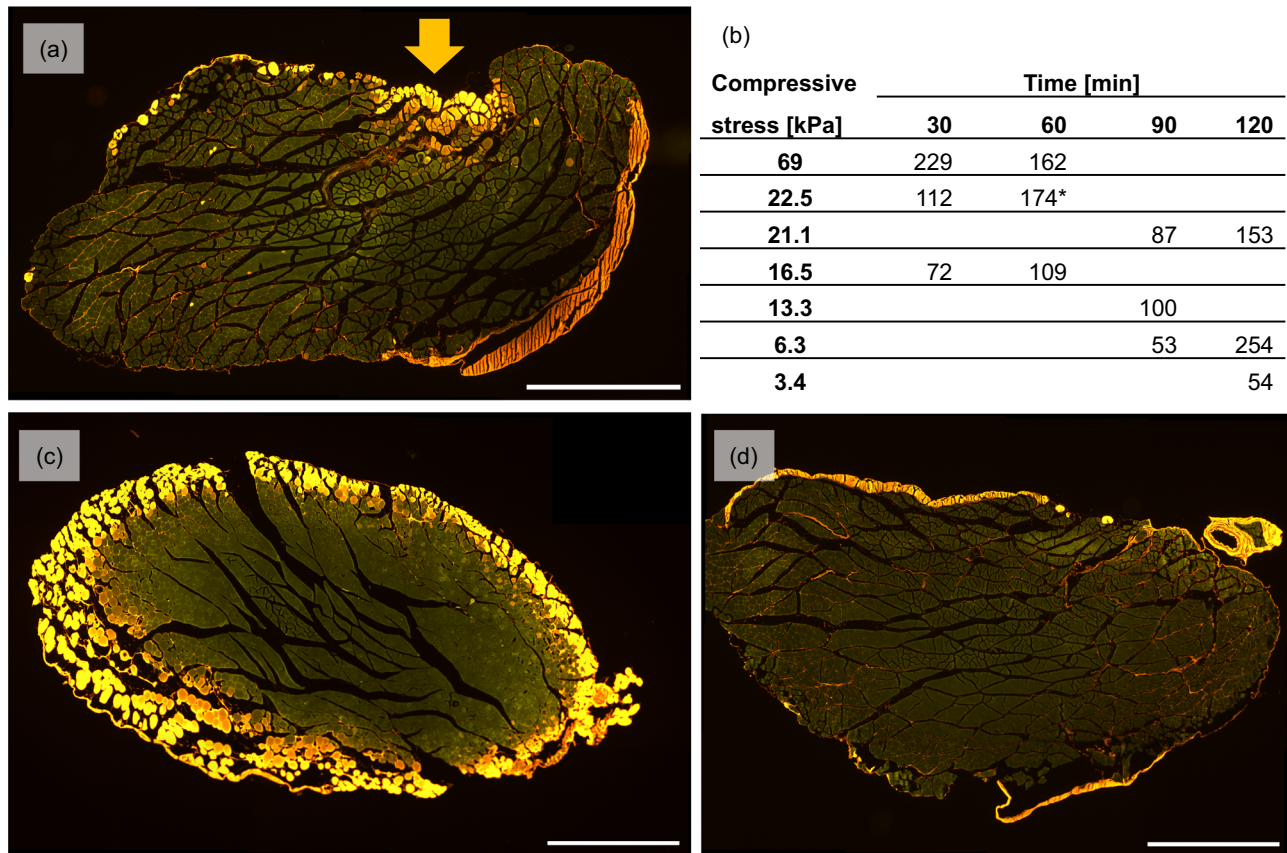 (a)
(b)
Compressive Time [min]
stress [kPa] 30 60 90 120
69 229 162
22.5 112 174*
21.1 87 153
16.5 72 109
13.3 100
6.3 53 254
3.4 54
(c)
(d)